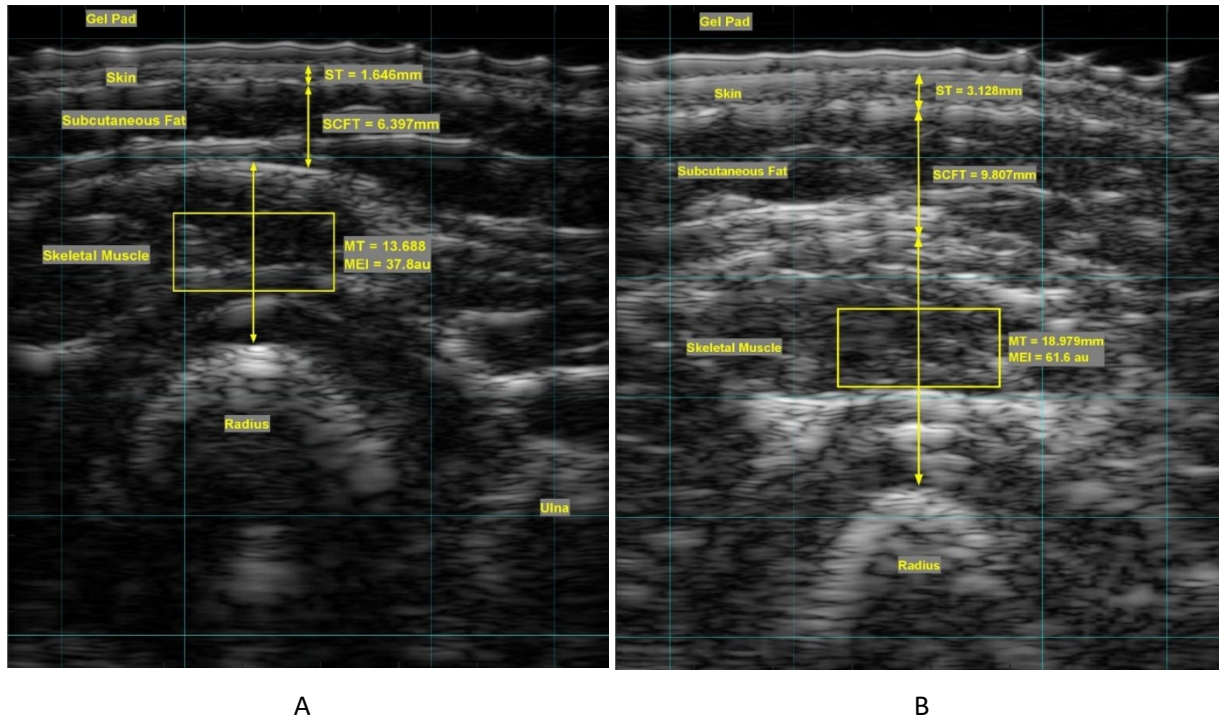 Gel Pad
Skin
ST = 1.646mm
Subcutaneous Fat
SCFT = 6.397mm
Skeletal Muscle
MT = 13.688
MEI = 37.8au
Radius
Ulna
A
Gel Pad
Skin
ST = 3.128mm
Subcutaneous Fat
SCFT = 9.807mm
Skeletal Muscle
MT = 18.979mm
MEI = 61.6 au
Radius
B